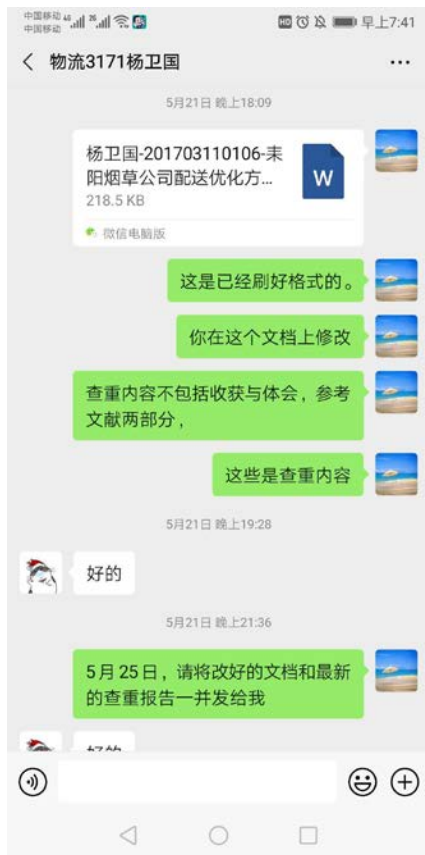 中国移动 4G 2G HD 早上7:41
中国移动
物流3171杨卫国
5月21日 晚上18:09
杨卫国-201703110106-耒
阳烟草公司配送优化方...
W
218.5 KB
微信电脑版
这是已经刷好格式的。
你在这个文档上修改
查重内容不包括收获与体会，参考
文献两部分，
这些是查重内容
5月21日 晚上19:28
好的
5月21日 晚上21:36
5月25日，请将改好的文档和最新
的查重报告一并发给我
好的